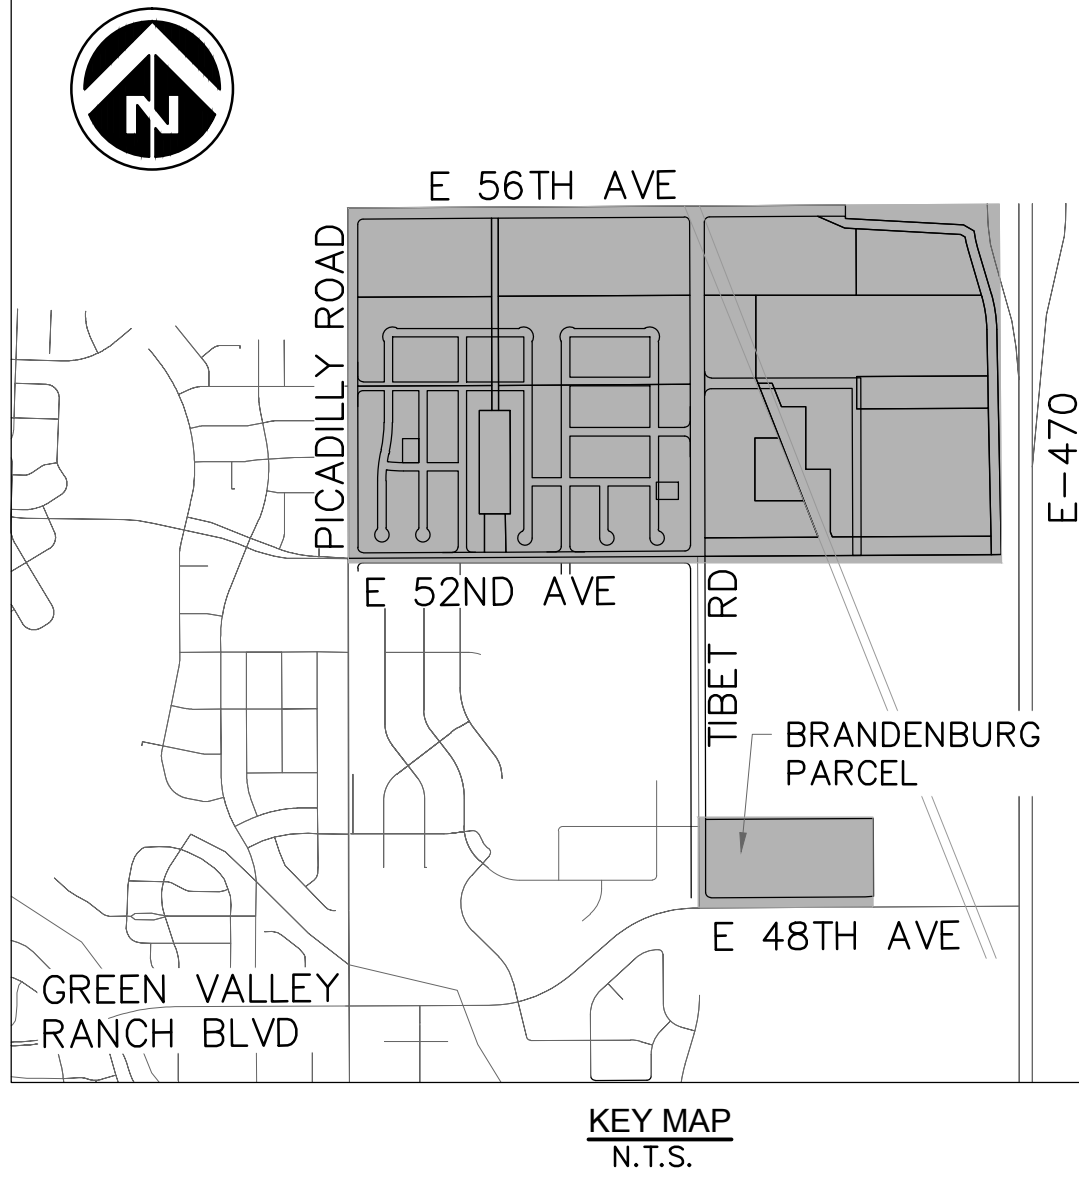 N
E 56TH AVE
PICADILLY ROAD
E-470
E 52ND AVE
TIBET RD
BRANDENBURG
PARCEL
E 48TH AVE
GREEN VALLEY
RANCH BLVD
KEY MAP
N.T.S.